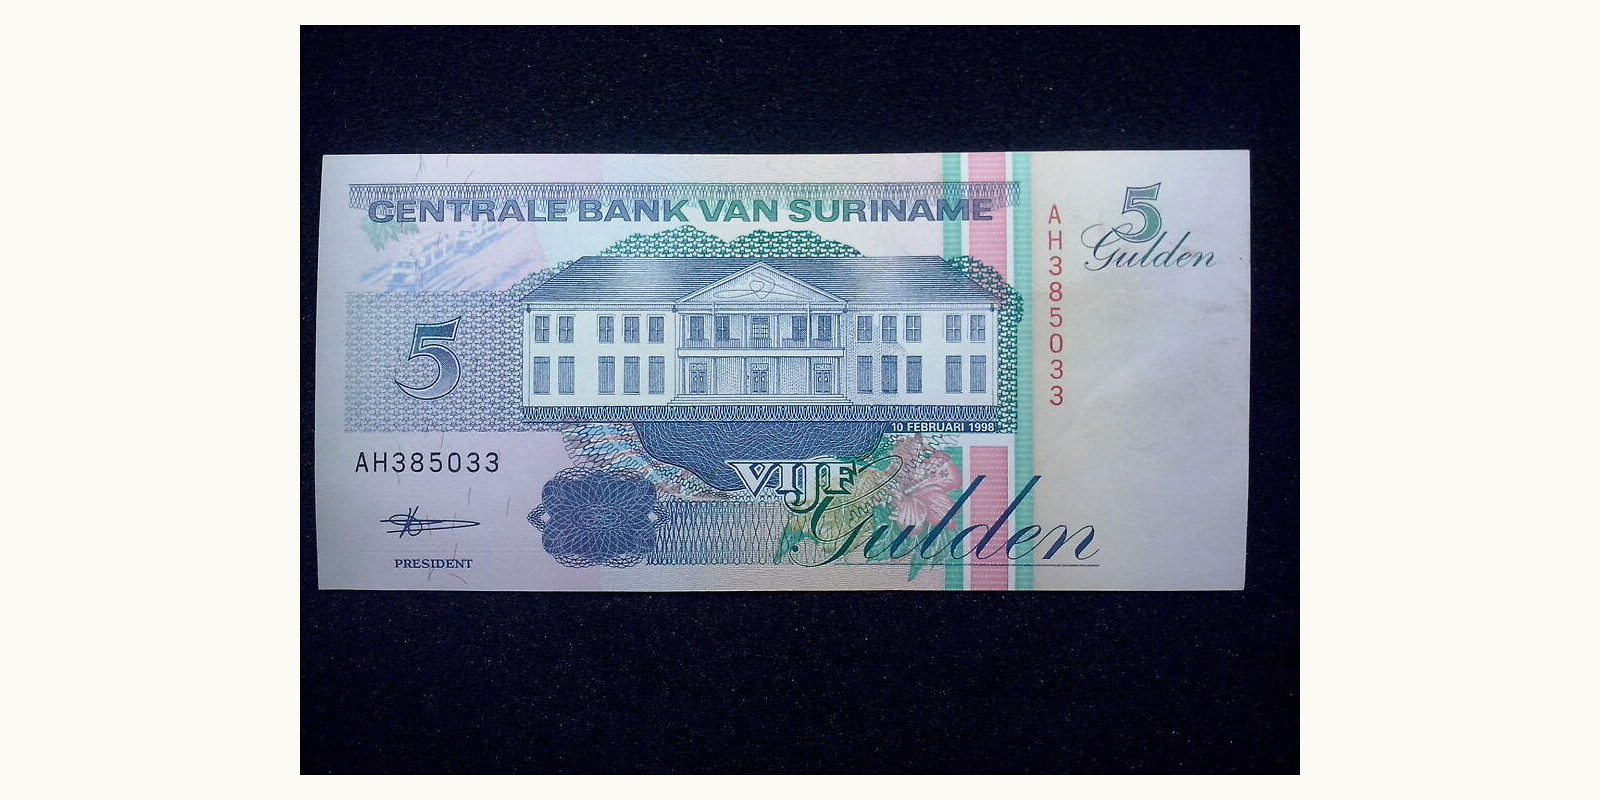 CENTRALE BANK VAN SURINAME
5
Gulden
AH385033
5
10 FEBRUARI 1998
AH385033
VIJF
Gulden
PRESIDENT